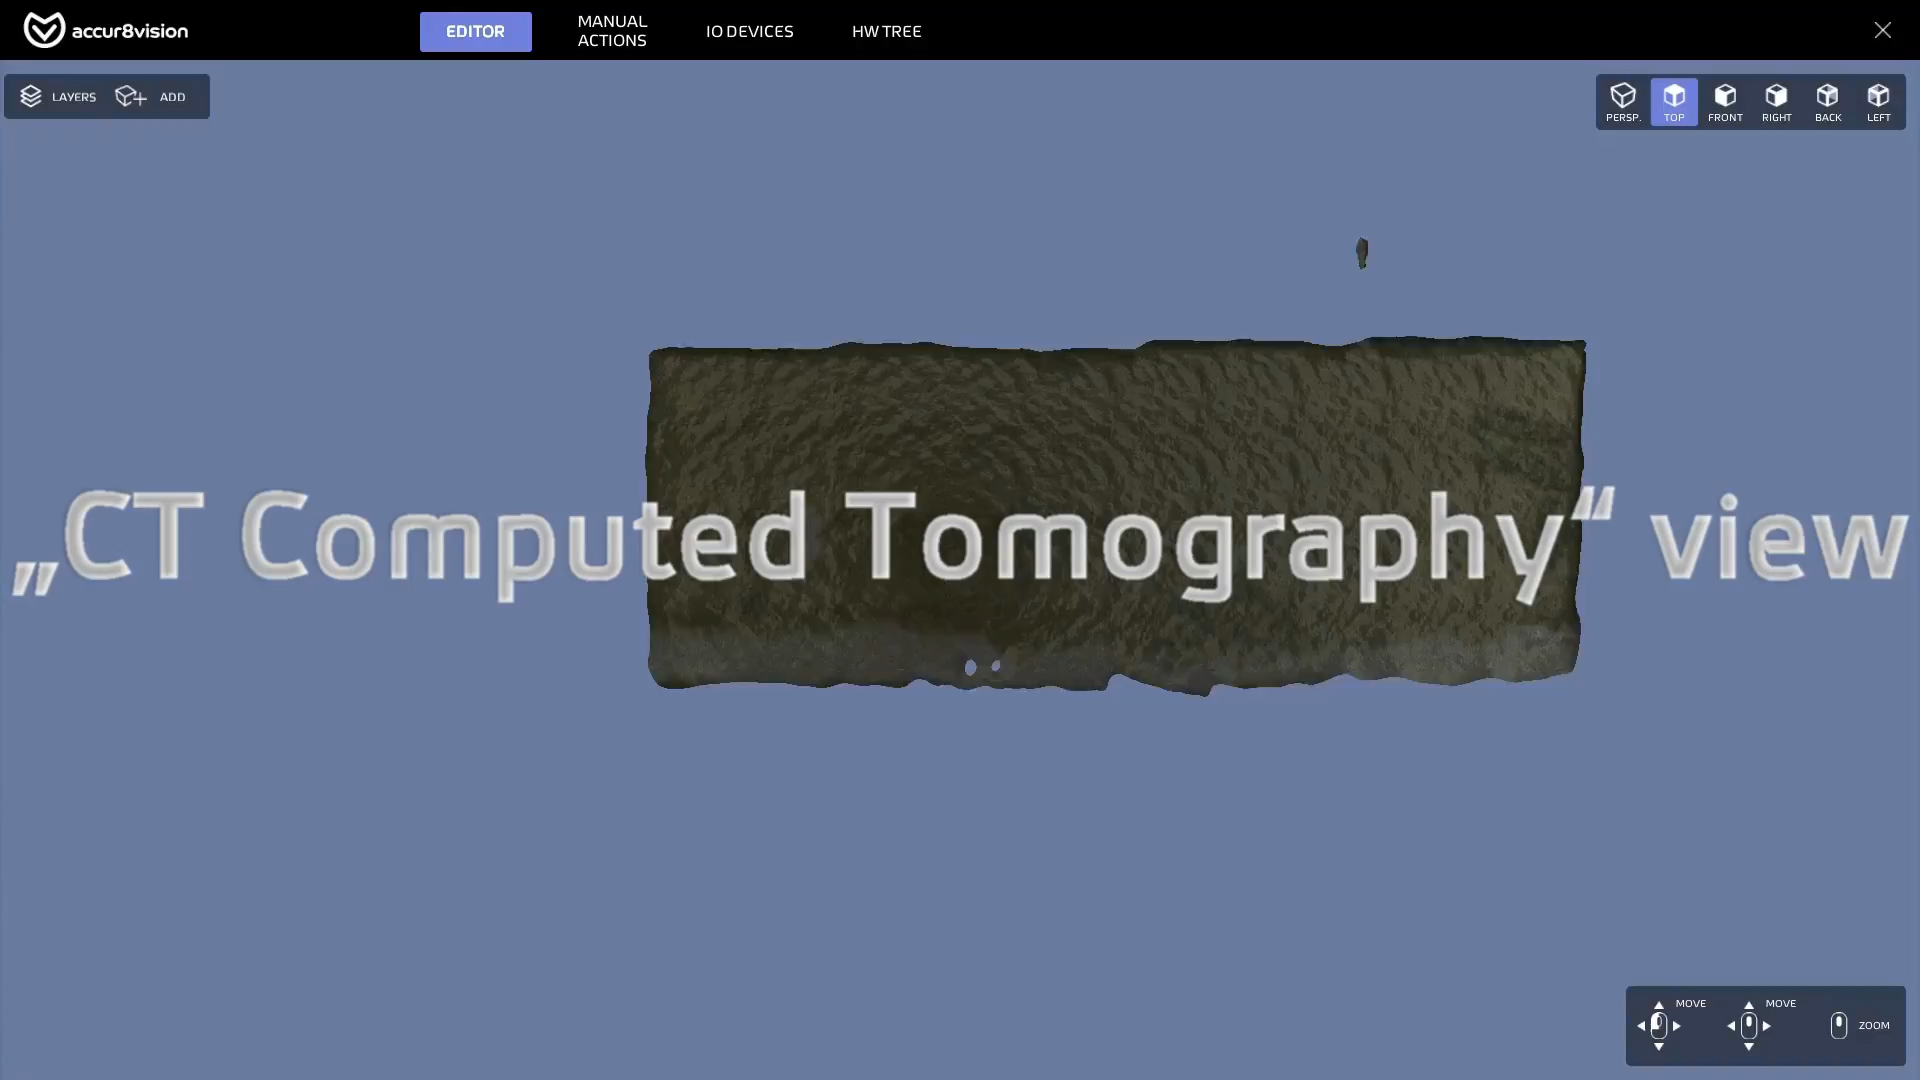 accur8vision
EDITOR
MANUAL
ACTIONS
IO DEVICES
HW TREE
LAYERS
ADD
PERSP.
TOP
FRONT
RIGHT
BACK
LEFT
„CT Computed Tomography“ view
MOVE
MOVE
ZOOM